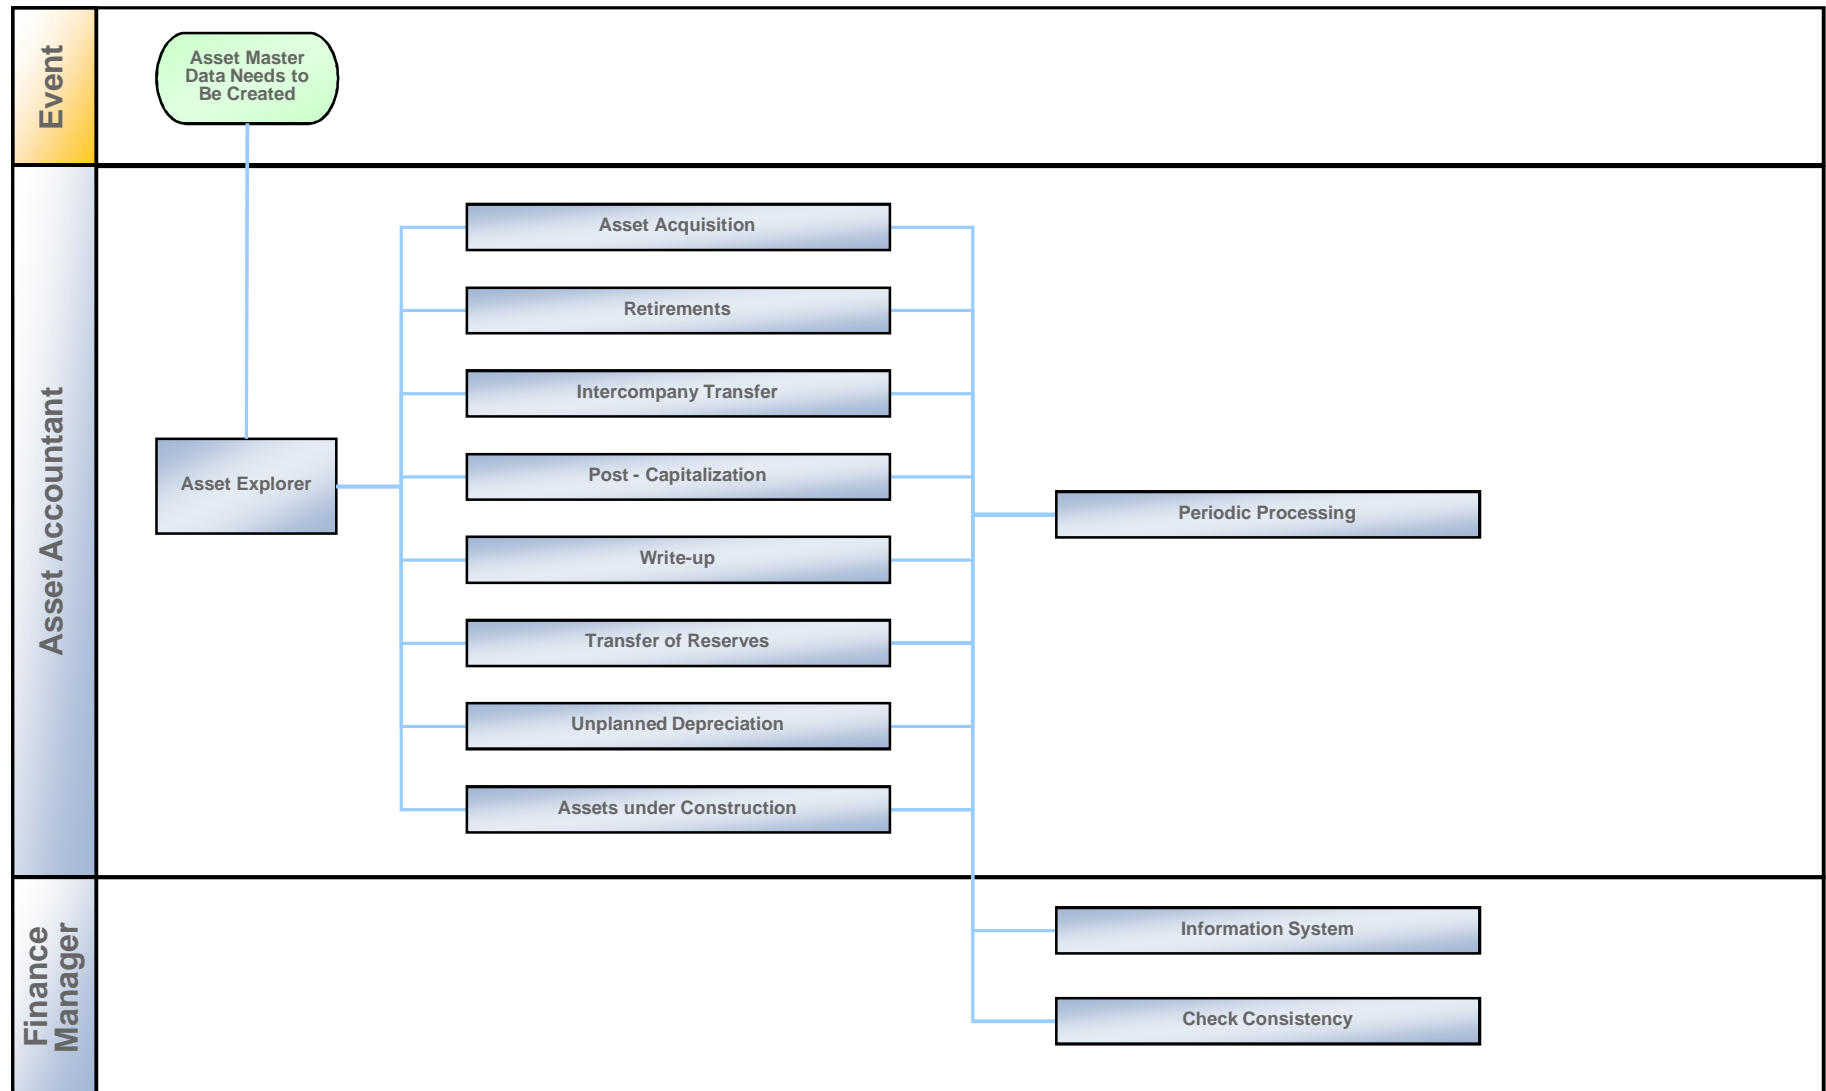 Event
Asset Master
Data Needs to
Be Created
Asset Accountant
Asset Explorer
Asset Acquisition
Retirements
Intercompany Transfer
Post - Capitalization
Write-up
Transfer of Reserves
Unplanned Depreciation
Assets under Construction
Periodic Processing
Finance
Manager
Information System
Check Consistency